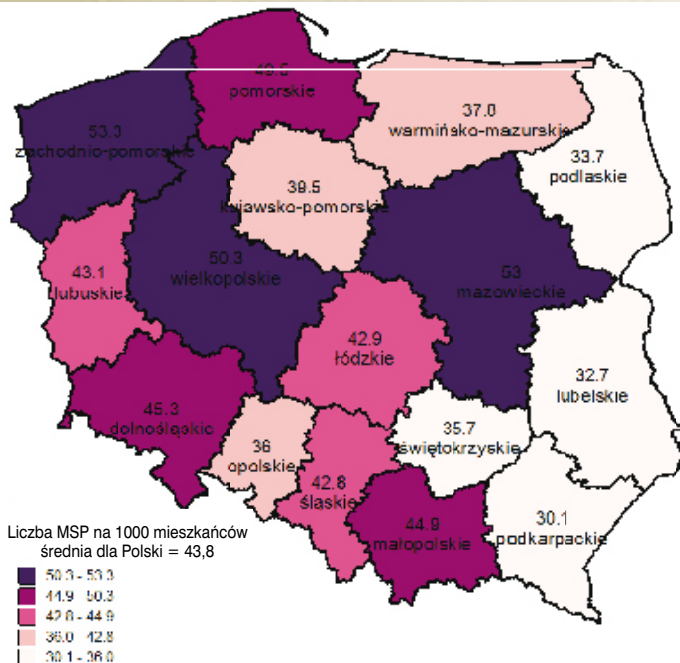 49.5
pomorskie
37.0
warmińsko-mazurskie
53.3
zachodnio-pomorskie
33.7
podlaskie
39.5
kujawsko-pomorskie
50.3
wielkopolskie
53
mazowieckie
43.1
lubuskie
42.9
łódzkie
32.7
lubelskie
45.3
dolnośląskie
35.7
świętokrzyskie
36
opolskie
42.8
śląskie
44.9
małopolskie
30.1
podkarpackie
Liczba MSP na 1000 mieszkańców
średnia dla Polski = 43,8
50.3 - 53.3
44.9 - 50.3
42.8 - 44.9
36.0 - 42.8
30.1 - 36.0